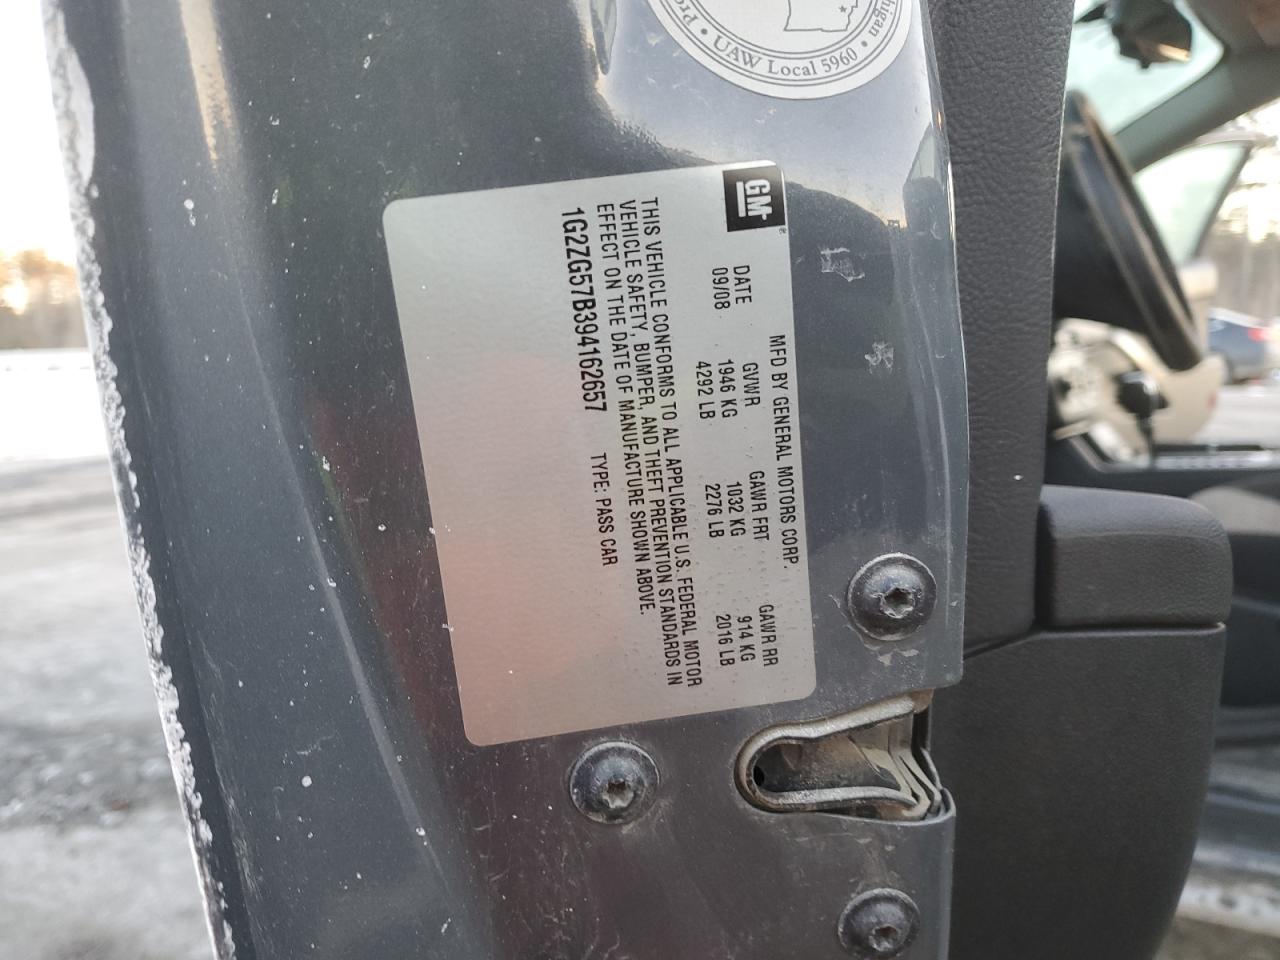 higan • UAW Local 5960 • Pr
GM
MFD BY GENERAL MOTORS CORP.
DATE GVWR GAWR FRT GAWR RR
09/08 1946 KG 1032 KG 914 KG
4292 LB 2276 LB 2016 LB
THIS VEHICLE CONFORMS TO ALL APPLICABLE U.S. FEDERAL MOTOR
VEHICLE SAFETY, BUMPER, AND THEFT PREVENTION STANDARDS IN
EFFECT ON THE DATE OF MANUFACTURE SHOWN ABOVE.
1G2ZG57B394162657 TYPE: PASS CAR